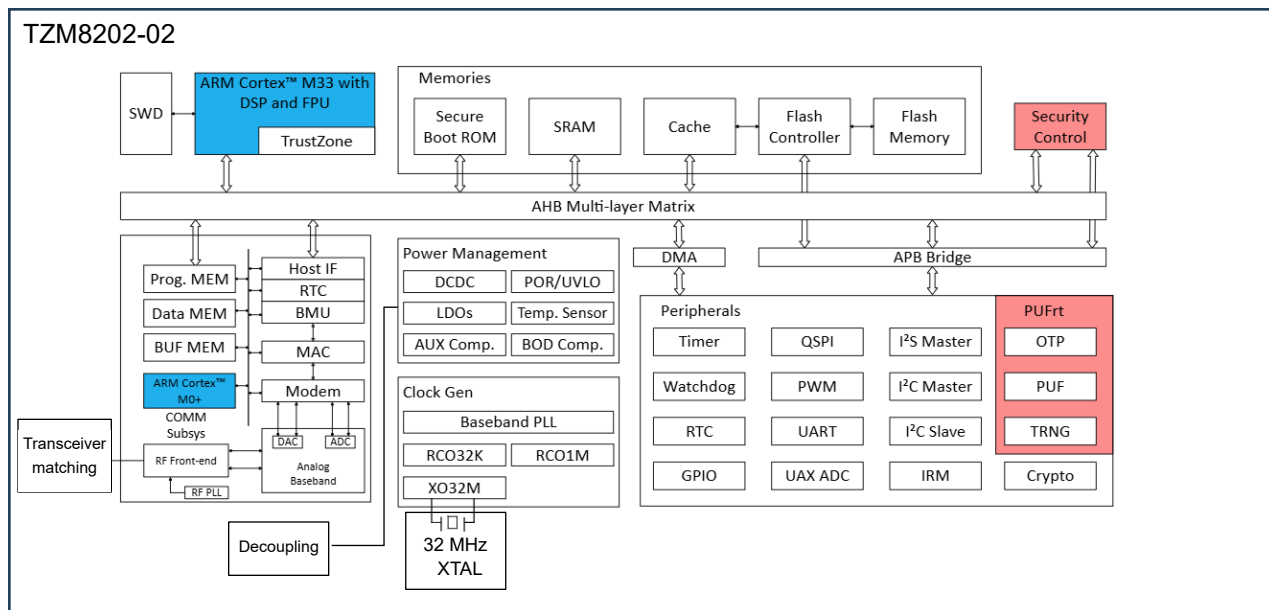 TZM8202-02
SWD
ARM Cortex™ M33 with
DSP and FPU
TrustZone
Memories
Secure
Boot ROM
SRAM
Cache
Flash
Controller
Flash
Memory
Security
Control
AHB Multi-layer Matrix
Prog. MEM
Data MEM
BUF MEM
ARM Cortex™
M0+
COMM
Subsys
Host IF
RTC
BMU
MAC
Modem
DAC
ADC
Analog
Baseband
RF Front-end
RF PLL
Transceiver
matching
Power Management
DCDC
POR/UVLO
LDOs
Temp. Sensor
AUX Comp.
BOD Comp.
Clock Gen
Baseband PLL
RCO32K
RCO1M
XO32M
32 MHz
XTAL
Decoupling
DMA
APB Bridge
Peripherals
Timer
QSPI
I²S Master
Watchdog
PWM
I²C Master
RTC
UART
I²C Slave
GPIO
UAX ADC
IRM
PUFrt
OTP
PUF
TRNG
Crypto